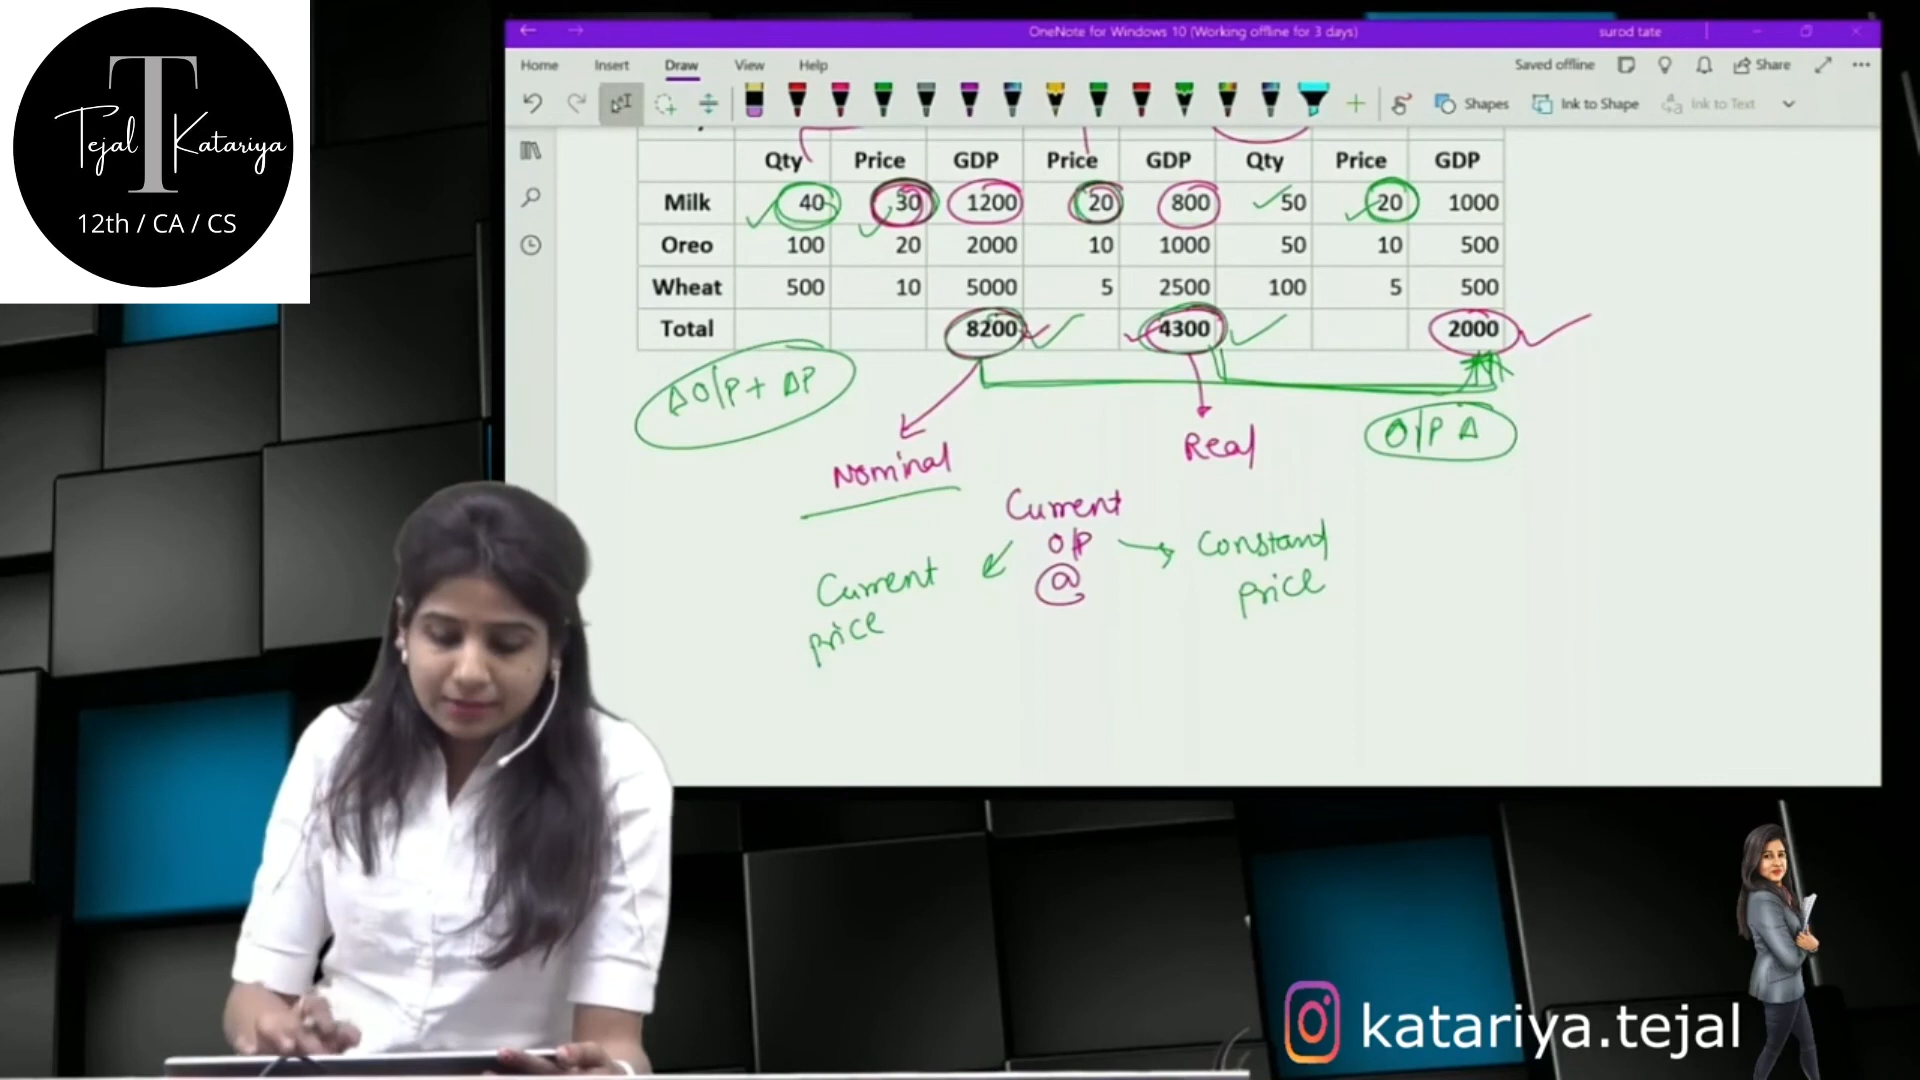 Tejal Katariya
T
12th / CA / CS
OneNote for Windows 10 (Working offline for 3 days)
surod tate
Home Insert Draw View Help
Saved offline Share
Shapes Ink to Shape Ink to Text
Qty Price GDP Price GDP Qty Price GDP
Milk 40 30 1200 20 800 50 20 1000
Oreo 100 20 2000 10 1000 50 10 500
Wheat 500 10 5000 5 2500 100 5 500
Total 8200 4300 2000
Δ O/P + ΔP
O/P Δ
Nominal
Real
Current
O/P
@
Current
price
Constant
price
katariya.tejal